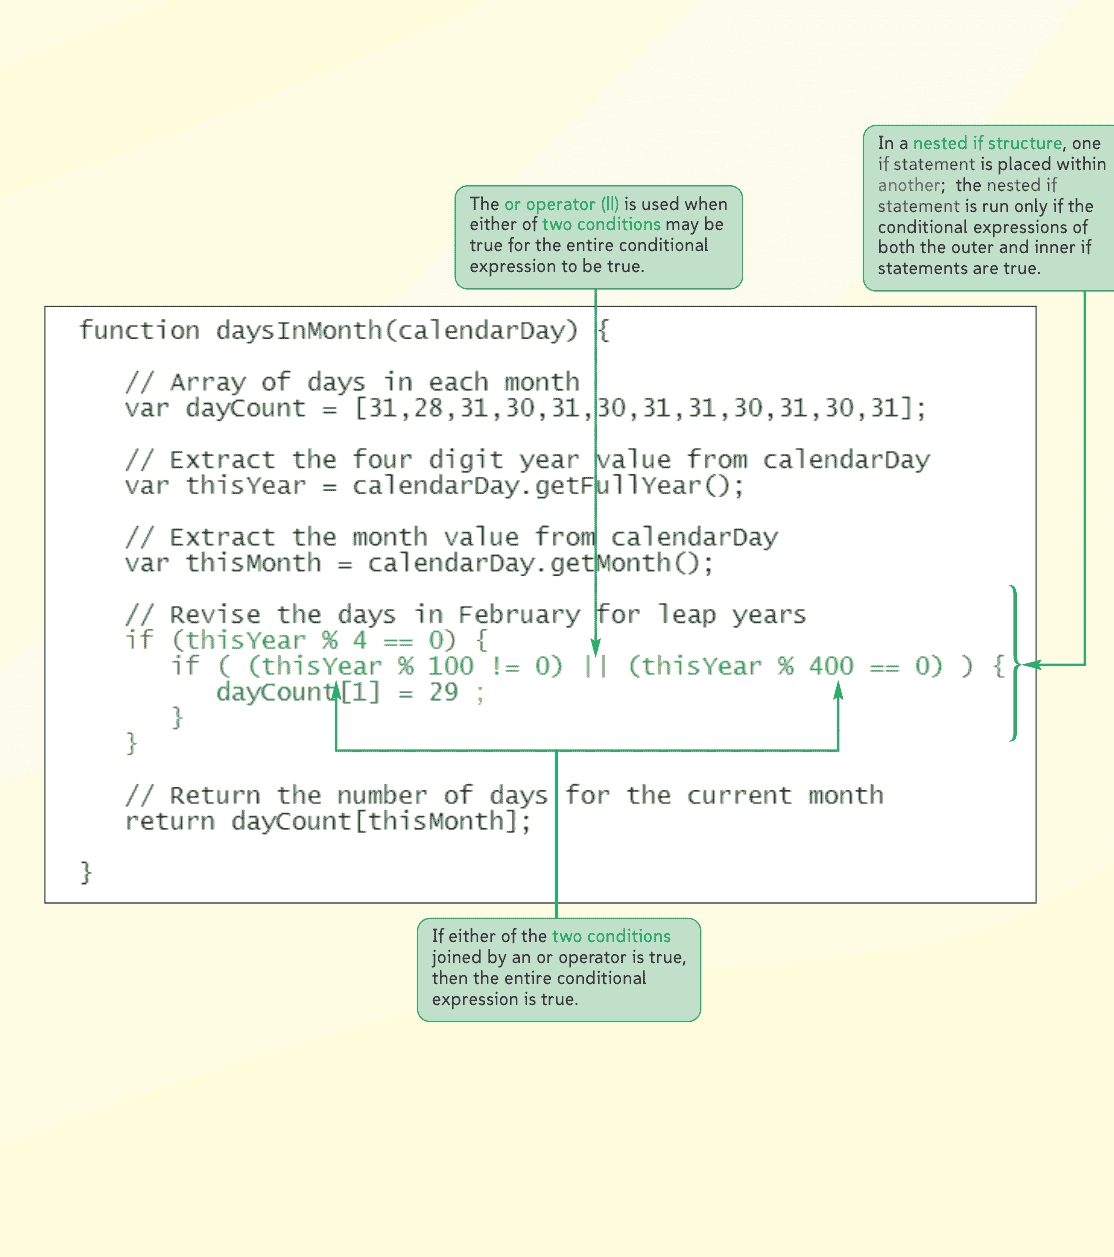 In a nested if structure, one
if statement is placed within
another; the nested if
statement is run only if the
conditional expressions of
both the outer and inner if
statements are true.
The or operator (||) is used when
either of two conditions may be
true for the entire conditional
expression to be true.
function daysInMonth(calendarDay) {
// Array of days in each month
var dayCount = [31,28,31,30,31,30,31,31,30,31,30,31];
// Extract the four digit year value from calendarDay
var thisYear = calendarDay.getFullYear();
// Extract the month value from calendarDay
var thisMonth = calendarDay.getMonth();
// Revise the days in February for leap years
if (thisYear % 4 == 0) {
if ( (thisYear % 100 != 0) || (thisYear % 400 == 0) ) {
dayCount[1] = 29 ;
}
}
// Return the number of days for the current month
return dayCount[thisMonth];
}
If either of the two conditions
joined by an or operator is true,
then the entire conditional
expression is true.